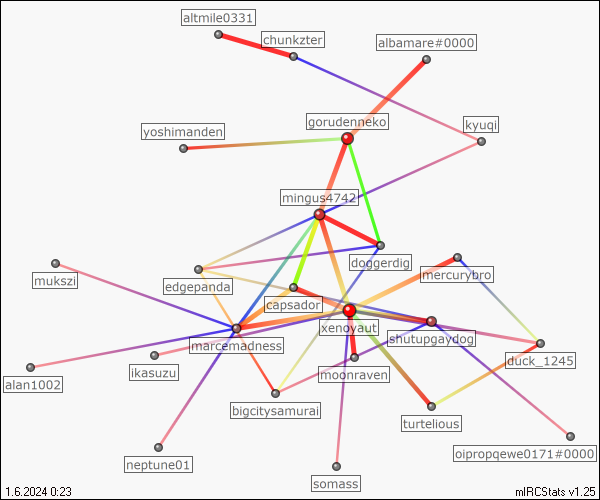 altmile0331
chunkzter
albamare#0000
gorudenneko
kyuqi
yoshimanden
mingus4742
doggerdig
mercurybro
mukszi
edgepanda
capsador
xenoyaut
shutupgaydog
marcemadness
duck_1245
ikasuzu
moonraven
alan1002
bigcitysamurai
turtelious
oipropqewe0171#0000
neptune01
somass
1.6.2024 0:23
mIRCStats v1.25